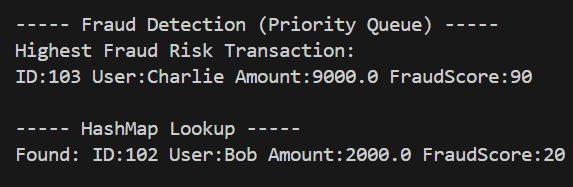 ----- Fraud Detection (Priority Queue) -----
Highest Fraud Risk Transaction:
ID:103 User:Charlie Amount:9000.0 FraudScore:90
----- HashMap Lookup -----
Found: ID:102 User:Bob Amount:2000.0 FraudScore:20